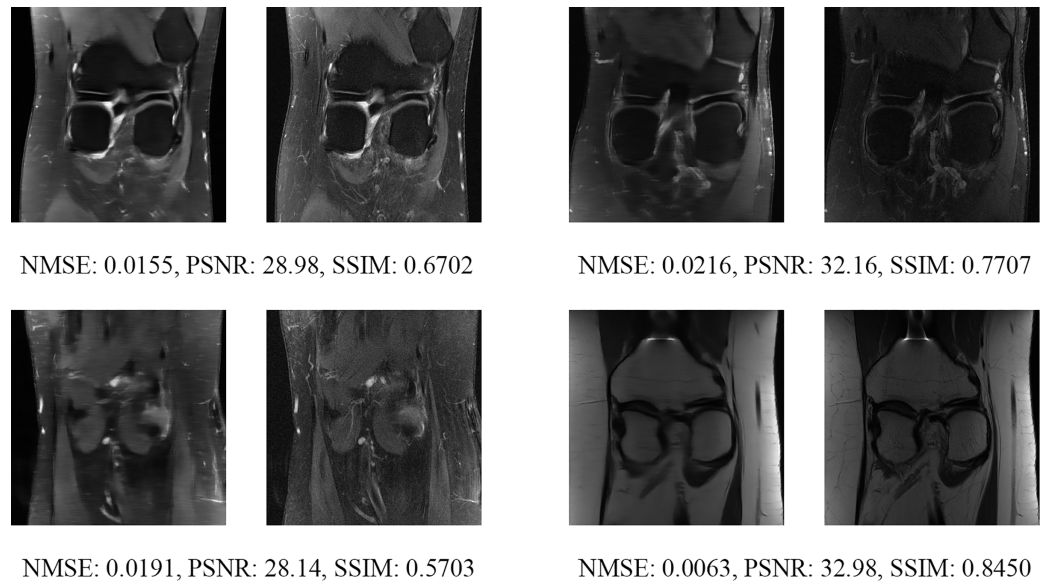 NMSE: 0.0155, PSNR: 28.98, SSIM: 0.6702
NMSE: 0.0216, PSNR: 32.16, SSIM: 0.7707
NMSE: 0.0191, PSNR: 28.14, SSIM: 0.5703
NMSE: 0.0063, PSNR: 32.98, SSIM: 0.8450